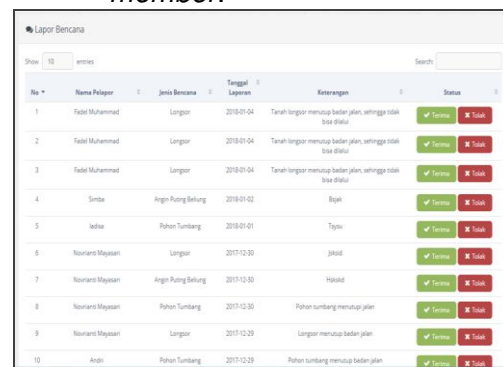 member.
Lapor Bencana
Show 10 entries Search:
No Nama Pelapor Jenis Bencana Tanggal Laporan Keterangan Status
1 Fadel Muhammad Longsor 2018-01-04 Tanah longsor menutup badan jalan, sehingga tidak
bisa dilalui Terima Tolak
2 Fadel Muhammad Longsor 2018-01-04 Tanah longsor menutup badan jalan, sehingga tidak
bisa dilalui Terima Tolak
3 Fadel Muhammad Longsor 2018-01-04 Tanah longsor menutup badan jalan, sehingga tidak
bisa dilalui Terima Tolak
4 Simba Angin Puting Beliung 2018-01-02 Terima Tolak
5 ladisa Pohon Tumbang 2018-01-01 Toysu Terima Tolak
6 Novrianti Mayasari Longsor 2017-12-30 Jsksid Terima Tolak
7 Novrianti Mayasari Angin Puting Beliung 2017-12-30 Terima Tolak
8 Novrianti Mayasari Pohon Tumbang 2017-12-30 Pohon tumbang menutupi jalan Terima Tolak
9 Novrianti Mayasari Longsor 2017-12-29 Longsor menutup badan jalan Terima Tolak
10 Andri Pohon Tumbang 2017-12-29 Pohon tumbang menutup badan jalan Terima Tolak